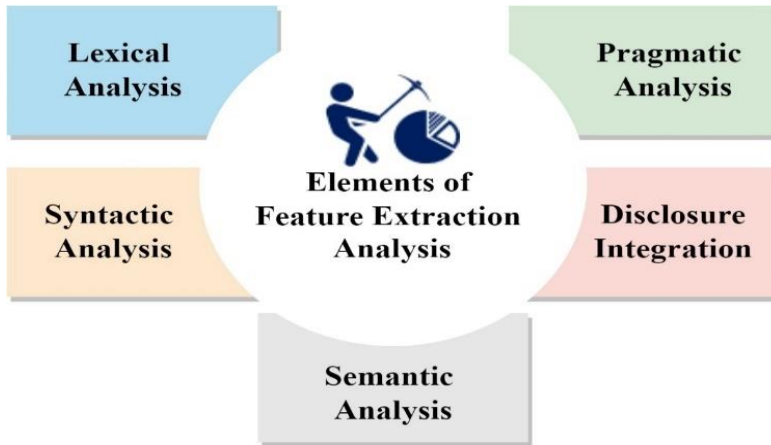 Lexical
Analysis
Pragmatic
Analysis
Elements of
Feature Extraction
Analysis
Syntactic
Analysis
Disclosure
Integration
Semantic
Analysis